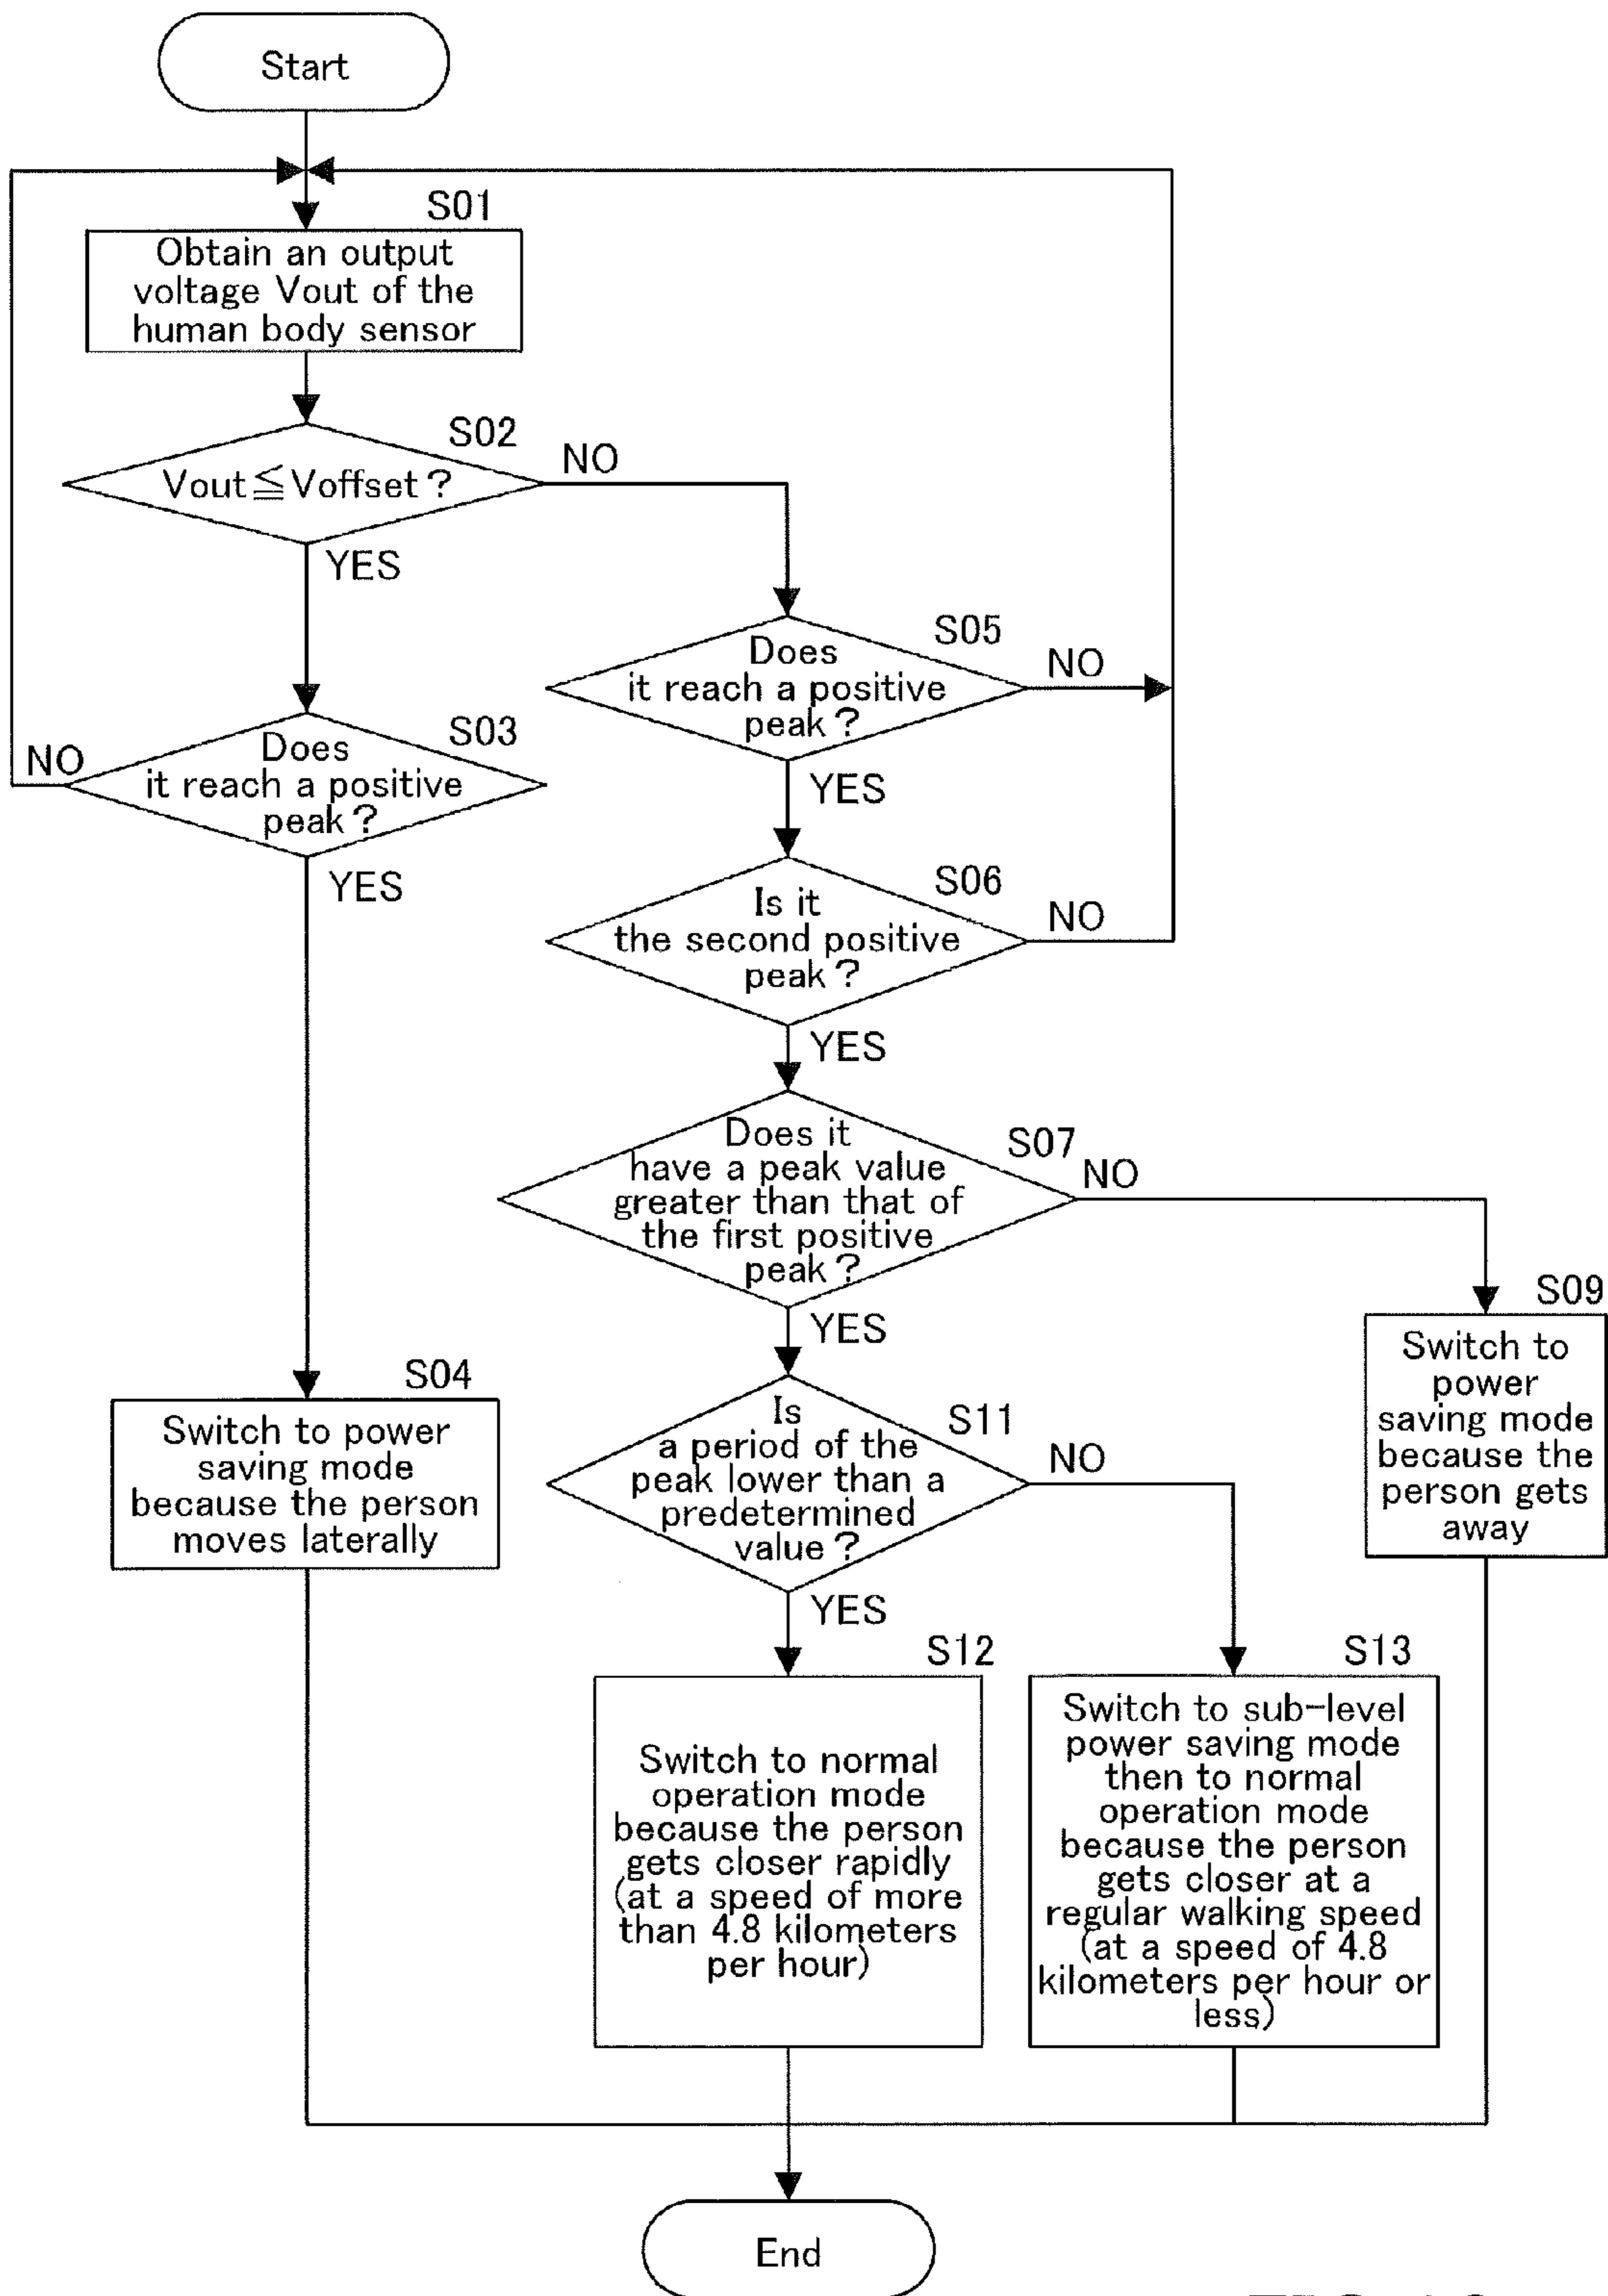 Start
S01
Obtain an output
voltage Vout of the
human body sensor
S02
Vout≦Voffset?
NO
YES
S05
Does
it reach a positive
peak?
NO
YES
S03
Does
it reach a positive
peak?
NO
YES
S06
Is it
the second positive
peak?
NO
YES
S07
Does it
have a peak value
greater than that of
the first positive
peak?
NO
YES
S09
Switch to
power
saving mode
because the
person gets
away
S04
Switch to power
saving mode
because the person
moves laterally
S11
Is
a period of the
peak lower than a
predetermined
value?
NO
YES
S12
Switch to normal
operation mode
because the person
gets closer rapidly
(at a speed of more
than 4.8 kilometers
per hour)
S13
Switch to sub-level
power saving mode
then to normal
operation mode
because the person
gets closer at a
regular walking speed
(at a speed of 4.8
kilometers per hour or
less)
End